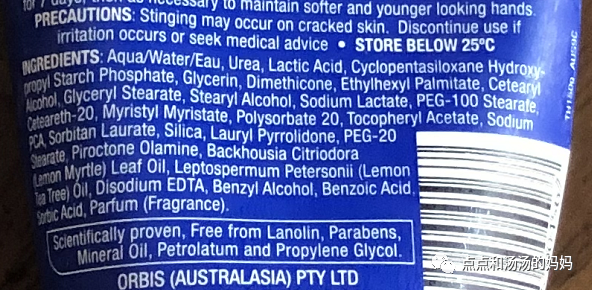 for 7 days, then as necessary to maintain softer and younger looking hands.
PRECAUTIONS: Stinging may occur on cracked skin. Discontinue use if
irritation occurs or seek medical advice • STORE BELOW 25ºC
INGREDIENTS: Aqua/Water/Eau, Urea, Lactic Acid, Cyclopentasiloxane Hydroxy-
propyl Starch Phosphate, Glycerin, Dimethicone, Ethylhexyl Palmitate, Cetearyl
Alcohol, Glyceryl Stearate, Stearyl Alcohol, Sodium Lactate, PEG-100 Stearate,
Ceteareth-20, Myristyl Myristate, Polysorbate 20, Tocopheryl Acetate, Sodium
PCA, Sorbitan Laurate, Silica, Lauryl Pyrrolidone, PEG-20
Stearate, Piroctone Olamine, Backhousia Citriodora
(Lemon Myrtle) Leaf Oil, Leptospermum Petersonii (Lemon
Tea Tree) Oil, Disodium EDTA, Benzyl Alcohol, Benzoic Acid,
Sorbic Acid, Parfum (Fragrance).
Scientifically proven, Free from Lanolin, Parabens,
Mineral Oil, Petrolatum and Propylene Glycol.
ORBIS (AUSTRALASIA) PTY LTD
点点和汤汤的妈妈